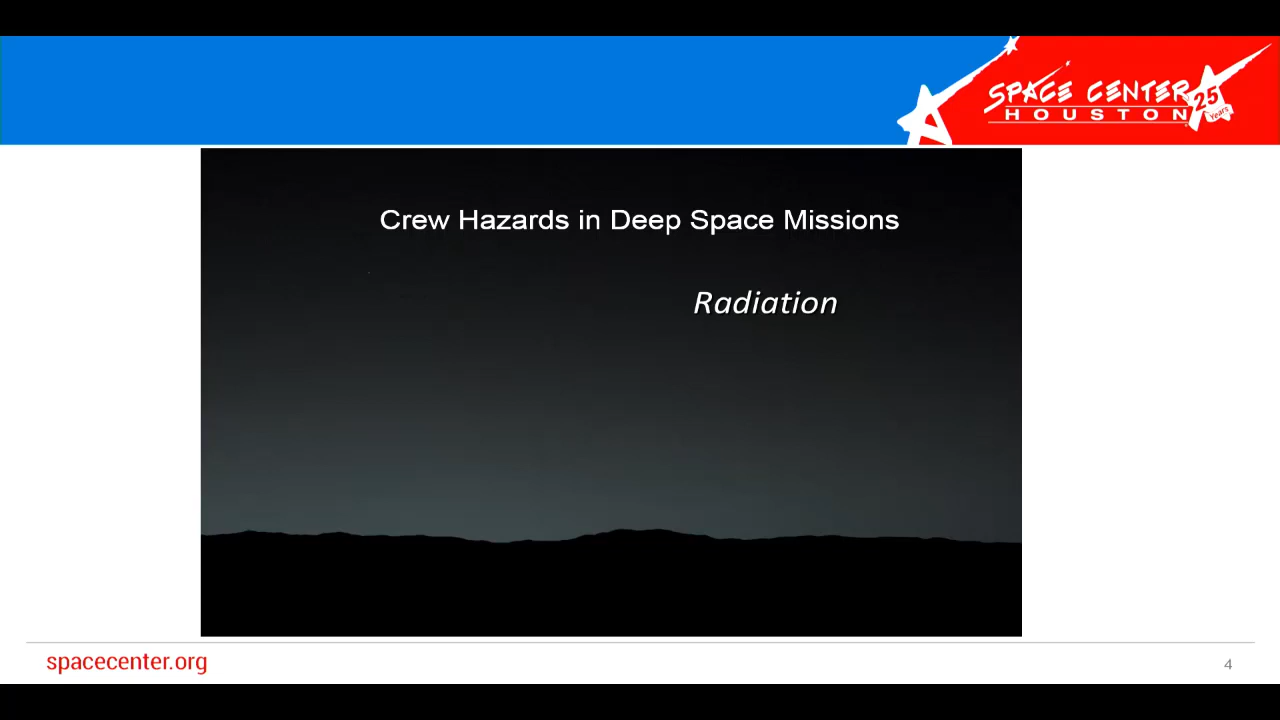 SPACE CENTER
HOUSTON
25
Years
Crew Hazards in Deep Space Missions
Radiation
spacecenter.org
4